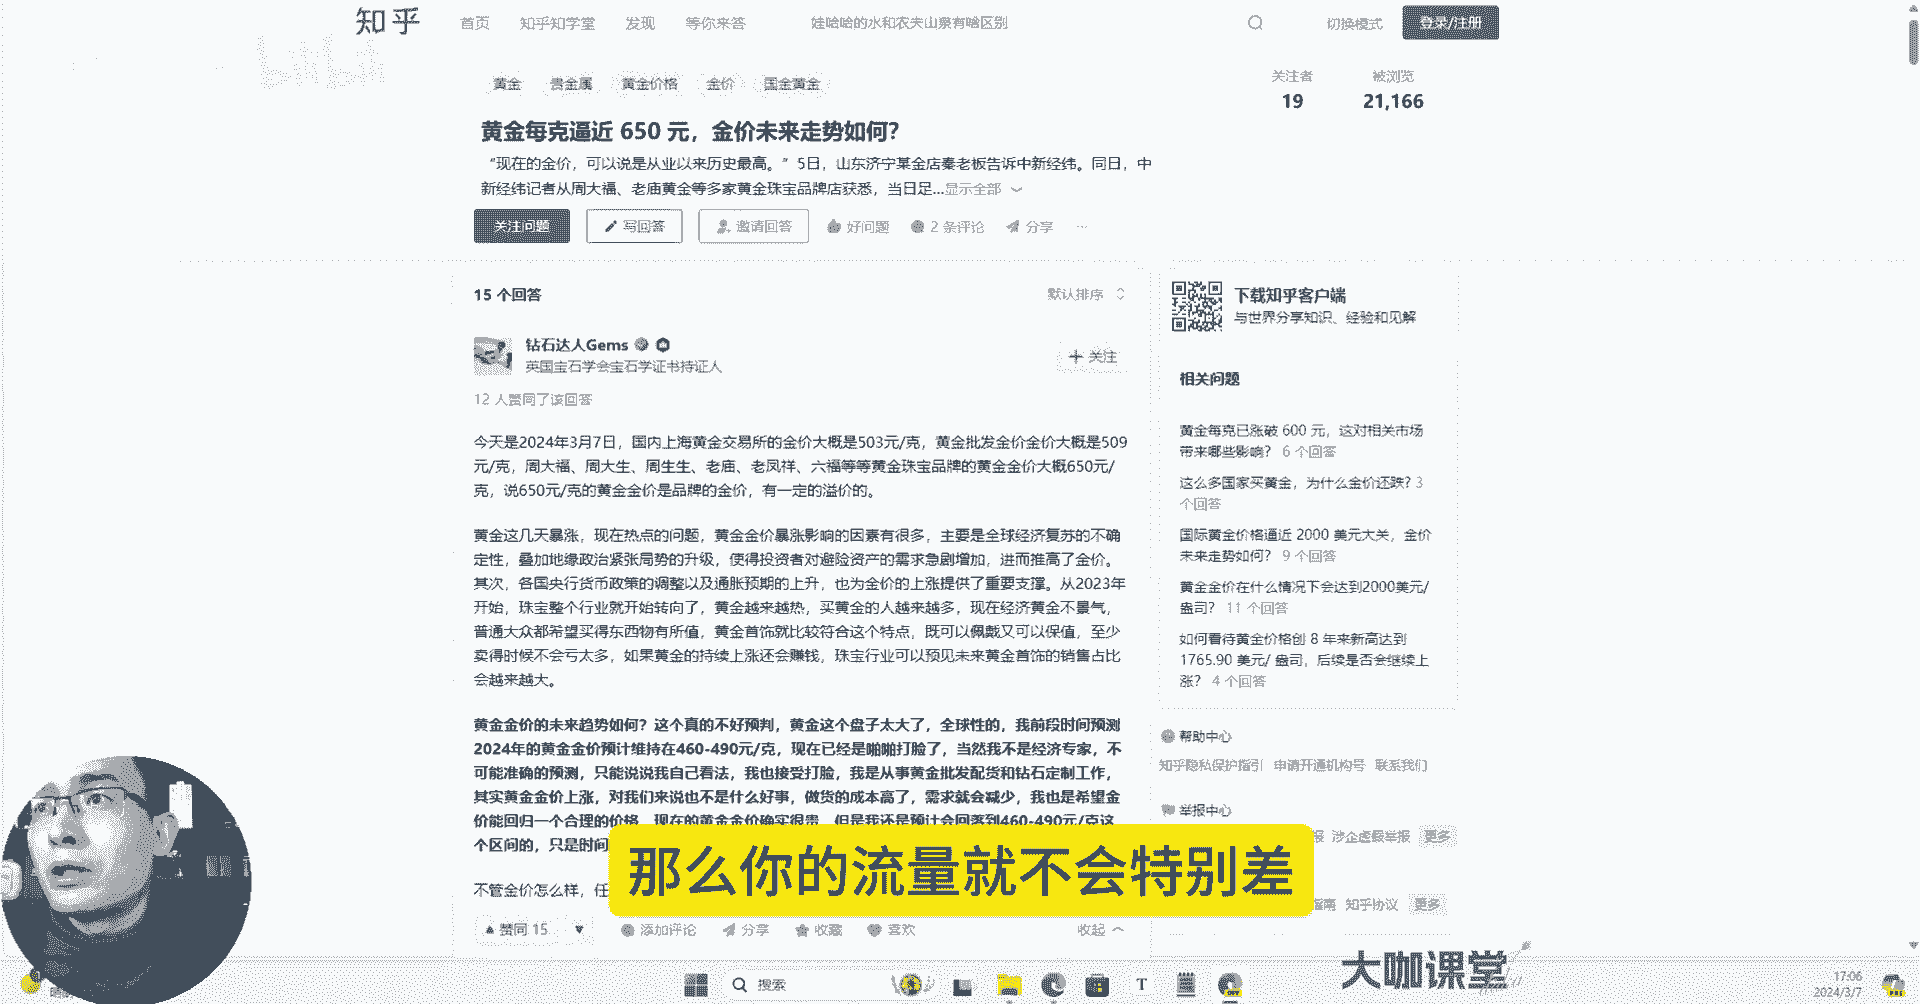 知乎 首页 知乎知学堂 发现 等你来答 娃哈哈的水和农夫山泉有啥区别 切换模式 登录/注册
bilibili
黄金 贵金属 黄金价格 金价 国金黄金
关注者 被浏览
19 21,166
黄金每克逼近 650 元，金价未来走势如何？
“现在的金价，可以说是从业以来历史最高。”5日，山东济宁某金店秦老板告诉中新经纬。同日，中
新经纬记者从周大福、老庙黄金等多家黄金珠宝品牌店获悉，当日足...显示全部
关注问题 写回答 邀请回答 好问题 2 条评论 分享 ...
15 个回答 默认排序
钻石达人Gems
英国宝石学会宝石学证书持证人
+ 关注
12 人赞同了该回答
今天是2024年3月7日，国内上海黄金交易所的金价大概是503元/克，黄金批发金价金价大概是509
元/克，周大福、周大生、周生生、老庙、老凤祥、六福等等黄金珠宝品牌的黄金金价大概650元/
克，说650元/克的黄金金价是品牌的金价，有一定的溢价的。
黄金这几天暴涨，现在热点的问题，黄金金价暴涨影响的因素有很多，主要是全球经济复苏的不确
定性，叠加地缘政治紧张局势的升级，使得投资者对避险资产的需求急剧增加，进而推高了金价。
其次，各国央行货币政策的调整以及通胀预期的上升，也为金价的上涨提供了重要支撑。从2023年
开始，珠宝整个行业就开始转向了，黄金越来越热，买黄金的人越来越多，现在经济黄金不景气，
普通大众都希望买得东西物有所值，黄金首饰就比较符合这个特点，既可以佩戴又可以保值，至少
卖得时候不会亏太多，如果黄金的持续上涨还会赚钱，珠宝行业可以预见未来黄金首饰的销售占比
会越来越大。
黄金金价的未来趋势如何？这个真的不好预判，黄金这个盘子太大了，全球性的，我前段时间预测
2024年的黄金金价预计维持在460-490元/克，现在已经是啪啪打脸了，当然我不是经济专家，不
可能准确的预测，只能说说我自己看法，我也接受打脸，我是从事黄金批发配货和钻石定制工作，
其实黄金金价上涨，对我们来说也不是什么好事，做货的成本高了，需求就会减少，我也是希望金
价能回归一个合理的价格，现在的黄金金价确实很贵，但是我还是预计会回落到460-490元/克这
个区间的，只是时间
不管金价怎么样，任
赞同 15 添加评论 分享 收藏 喜欢 收起
下载知乎客户端
与世界分享知识、经验和见解
相关问题
黄金每克已涨破 600 元，这对相关市场
带来哪些影响？ 6 个回答
这么多国家买黄金，为什么金价还跌? 3
个回答
国际黄金价格逼近 2000 美元大关，金价
未来走势如何？ 9 个回答
黄金金价在什么情况下会达到2000美元/
盎司？ 11 个回答
如何看待黄金价格创 8 年来新高达到
1765.90 美元/ 盎司，后续是否会继续上
涨？ 4 个回答
帮助中心
知乎隐私保护指引 申请开通机构号 联系我们
举报中心
报 涉企虚假举报 更多
指南 知乎协议 更多
那么你的流量就不会特别差
大咖课堂
搜索
T
17:06
2024/3/7